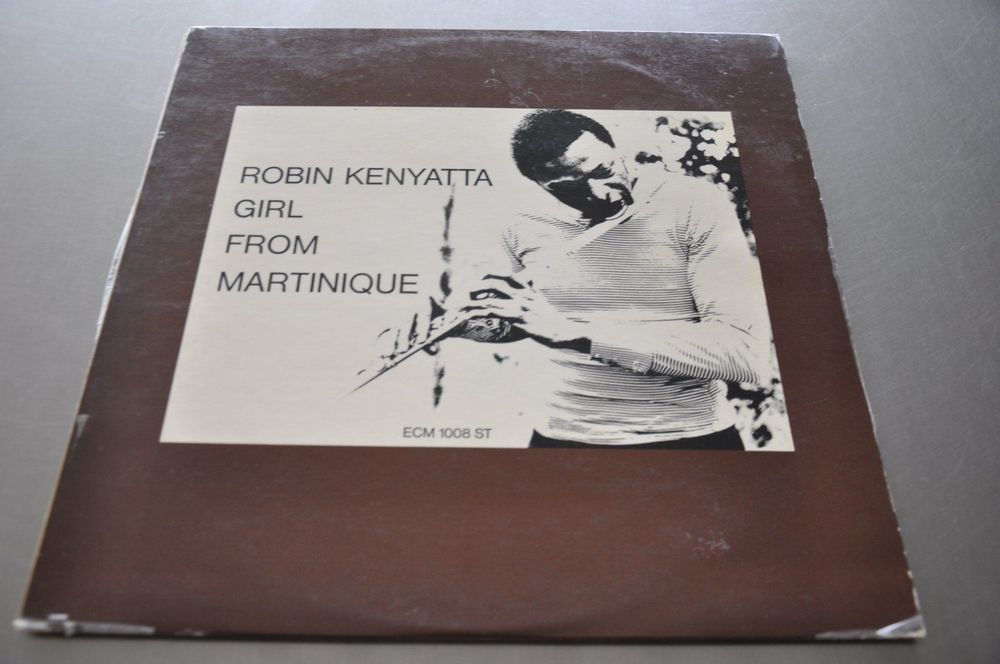 ROBIN KENYATTA
GIRL
FROM
MARTINIQUE
ECM 1008 ST